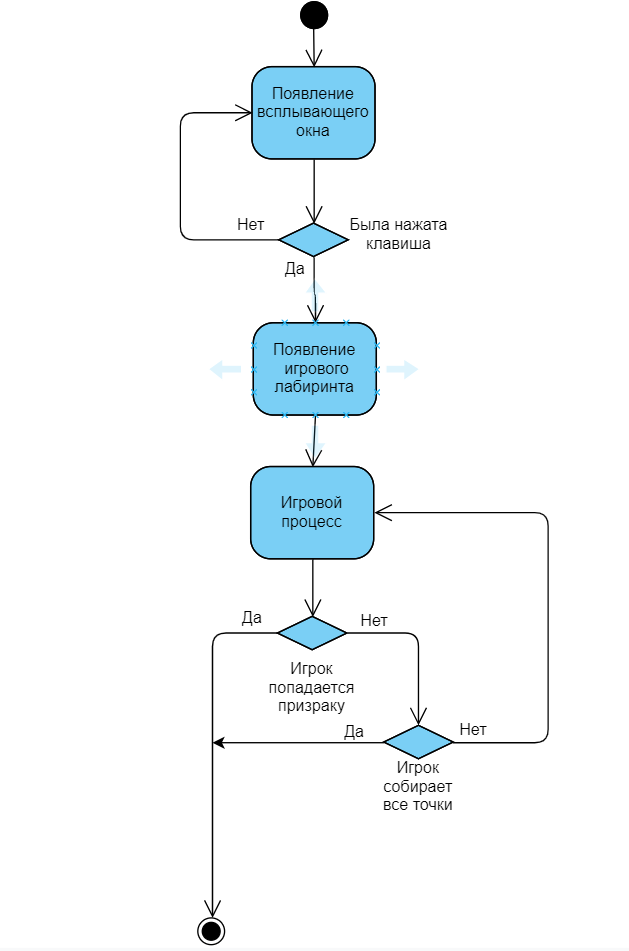 Появление
всплывающего
окна
Нет
Была нажата
клавиша
Да
Появление
игрового
лабиринта
Игровой
процесс
Да
Нет
Игрок
попадается
призраку
Да
Нет
Игрок
собирает
все точки